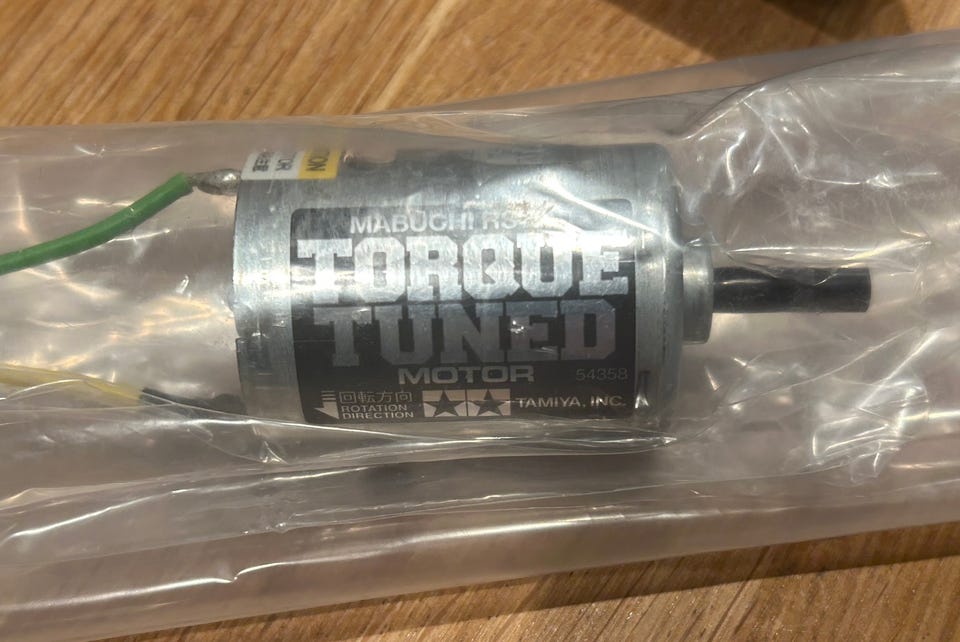 MABUCHI RS
TORQUE
TUNED
MOTOR 54358
回転方向
ROTATION
DIRECTION
TAMIYA, INC.